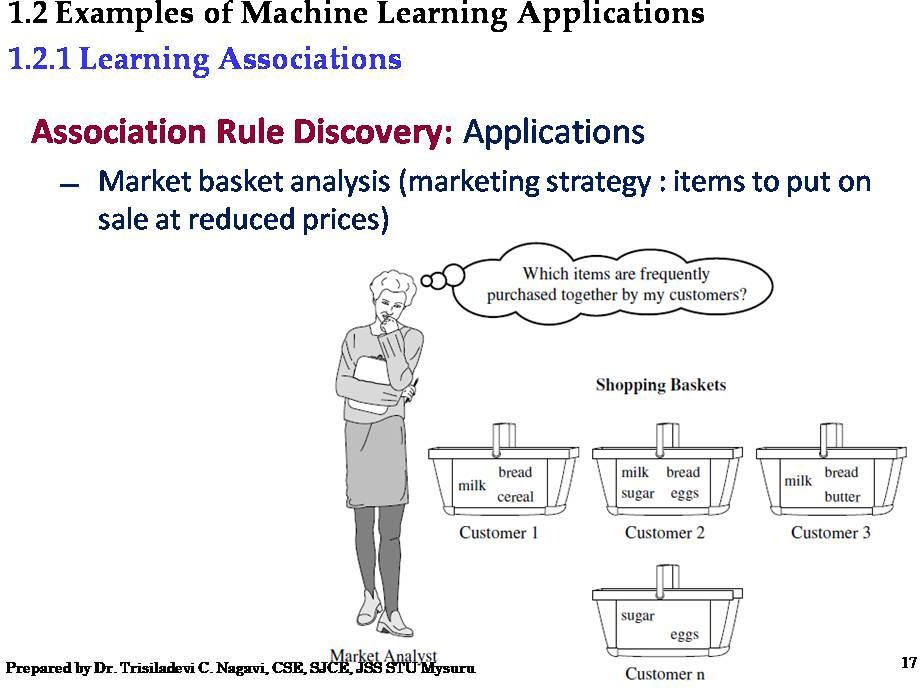 1.2 Examples of Machine Learning Applications
1.2.1 Learning Associations
Association Rule Discovery: Applications
– Market basket analysis (marketing strategy : items to put on
sale at reduced prices)
Which items are frequently
purchased together by my customers?
Shopping Baskets
milk bread
cereal
Customer 1
milk bread
sugar eggs
Customer 2
milk bread
butter
Customer 3
sugar
eggs
Customer n
Market Analyst
Prepared by Dr. Trisiladevi C. Nagavi, CSE, SJCE, JSS STU Mysuru
17